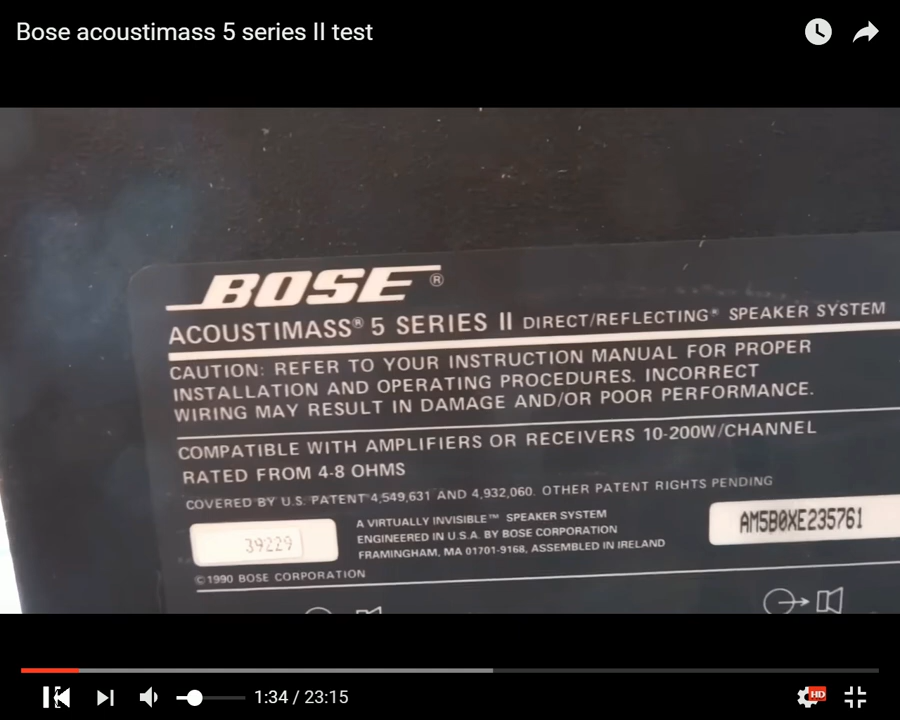 Bose acoustimass 5 series II test
BOSE®
ACOUSTIMASS® 5 SERIES II DIRECT/REFLECTING® SPEAKER SYSTEM
CAUTION: REFER TO YOUR INSTRUCTION MANUAL FOR PROPER
INSTALLATION AND OPERATING PROCEDURES. INCORRECT
WIRING MAY RESULT IN DAMAGE AND/OR POOR PERFORMANCE.
COMPATIBLE WITH AMPLIFIERS OR RECEIVERS 10-200W/CHANNEL
RATED FROM 4-8 OHMS
COVERED BY U.S. PATENT 4,549,631 AND 4,932,060. OTHER PATENT RIGHTS PENDING
39229
A VIRTUALLY INVISIBLE™ SPEAKER SYSTEM
ENGINEERED IN U.S.A. BY BOSE CORPORATION
FRAMINGHAM, MA 01701-9168, ASSEMBLED IN IRELAND
AM5B0XE235761
©1990 BOSE CORPORATION
1:34 / 23:15
HD